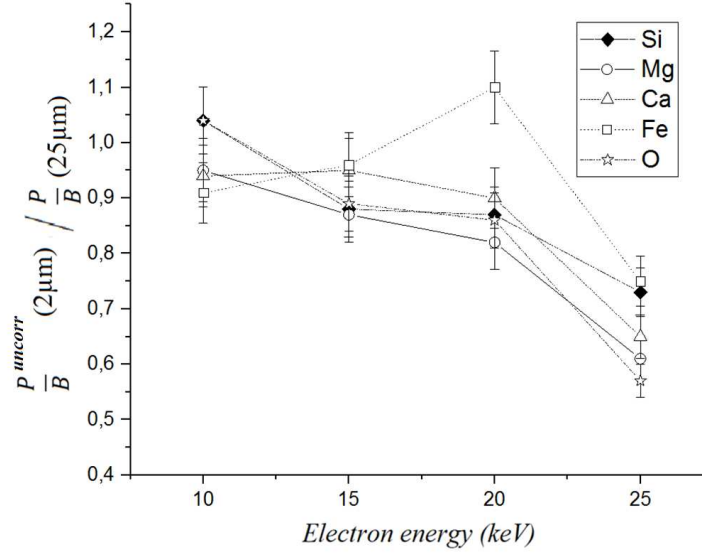 1,2
1,1
1,0
0,9
0,8
0,7
0,6
0,5
0,4
P/B uncorr (2μm) / P/B (25μm)
Si
Mg
Ca
Fe
O
10 15 20 25
Electron energy (keV)